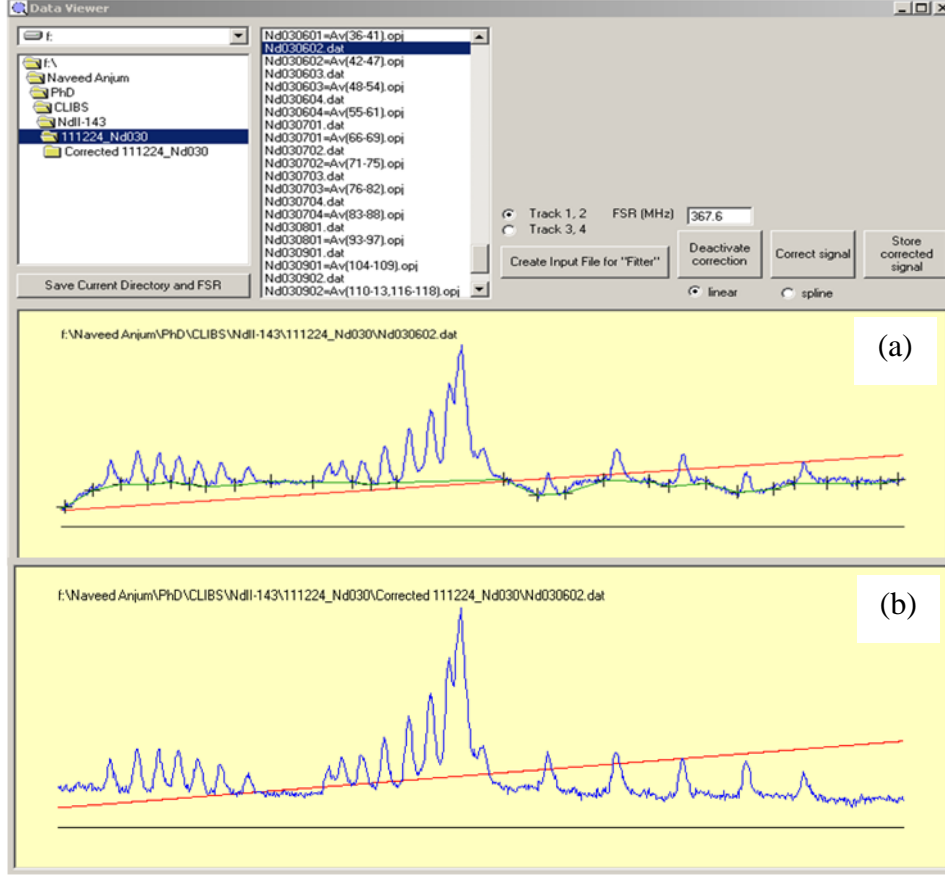 Data Viewer
f:
f:\
Naveed Anjum
PhD
CLIBS
NdII-143
111224_Nd030
Corrected 111224_Nd030
Save Current Directory and FSR
Nd030601=Av(36-41).opj
Nd030602.dat
Nd030602=Av(42-47).opj
Nd030603.dat
Nd030603=Av(48-54).opj
Nd030604.dat
Nd030604=Av(55-61).opj
Nd030701.dat
Nd030701=Av(66-69).opj
Nd030702.dat
Nd030702=Av(71-75).opj
Nd030703.dat
Nd030703=Av(76-82).opj
Nd030704.dat
Nd030704=Av(83-88).opj
Nd030801.dat
Nd030801=Av(93-97).opj
Nd030901.dat
Nd030901=Av(104-109).opj
Nd030902.dat
Nd030902=Av(110-13,116-118).opj
Track 1, 2
Track 3, 4
FSR (MHz)
367.6
Create Input File for "Fitter"
Deactivate
correction
Correct signal
Store
corrected
signal
linear
spline
f:\Naveed Anjum\PhD\CLIBS\NdII-143\111224_Nd030\Nd030602.dat
(a)
f:\Naveed Anjum\PhD\CLIBS\NdII-143\111224_Nd030\Corrected 111224_Nd030\Nd030602.dat
(b)